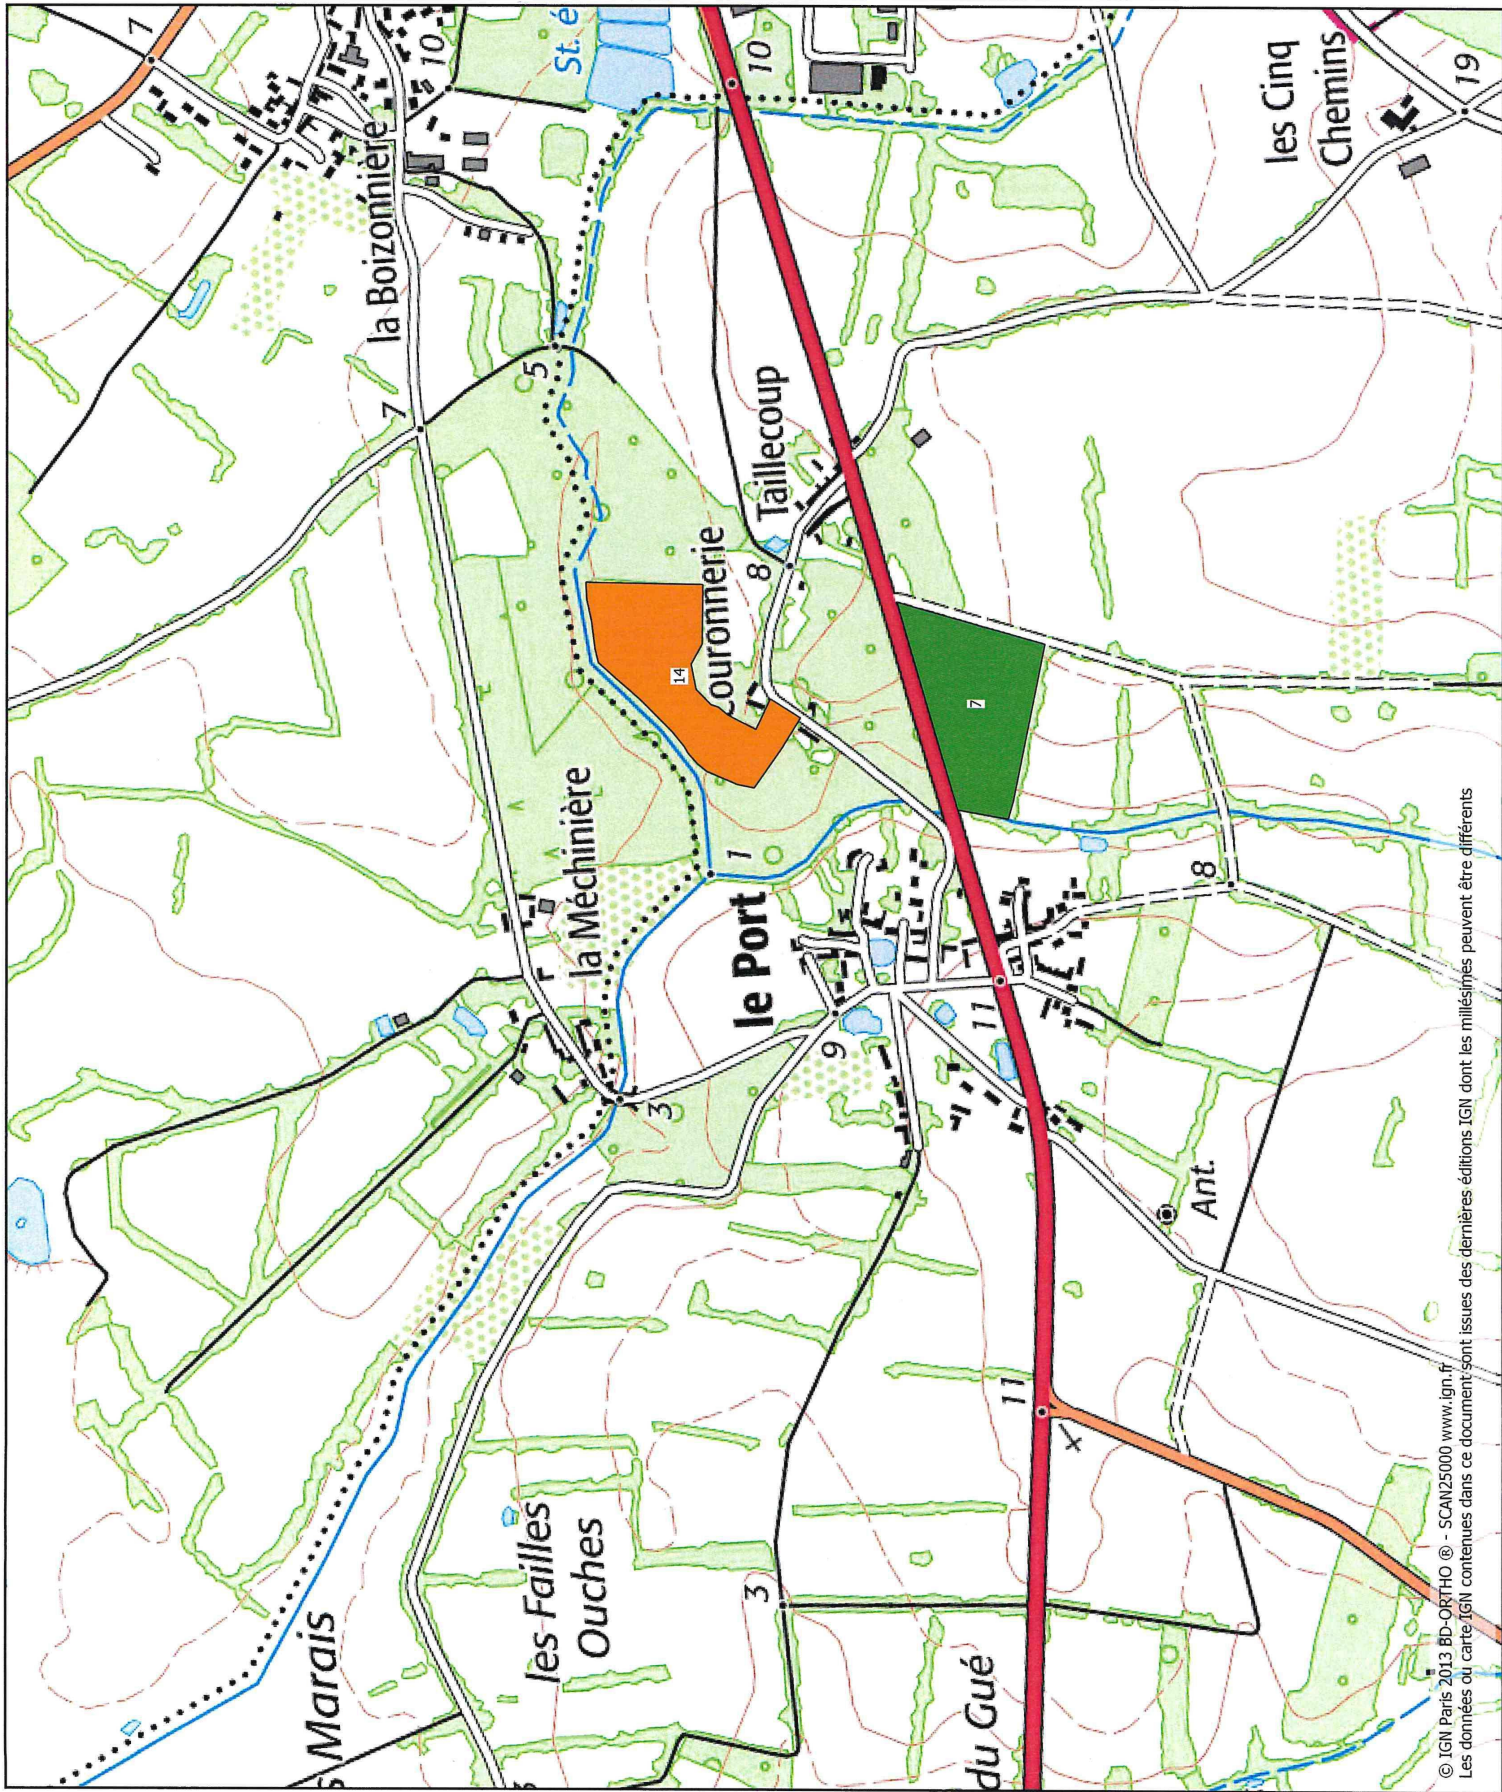 7
10
St. é
10
les Cinq
Chemins
19
la Boizonnière
7
5
Taillecoup
8
Couronnerie
14
7
la Méchinière
1
le Port
8
9
3
11
Ant.
11
les Failles
Ouches
3
Marais
du Gué
© IGN Paris 2013 BD-ORTHO ® - SCAN25000 www.ign.fr
Les données ou carte IGN contenues dans ce document sont issues des dernières éditions IGN dont les millésimes peuvent être différents